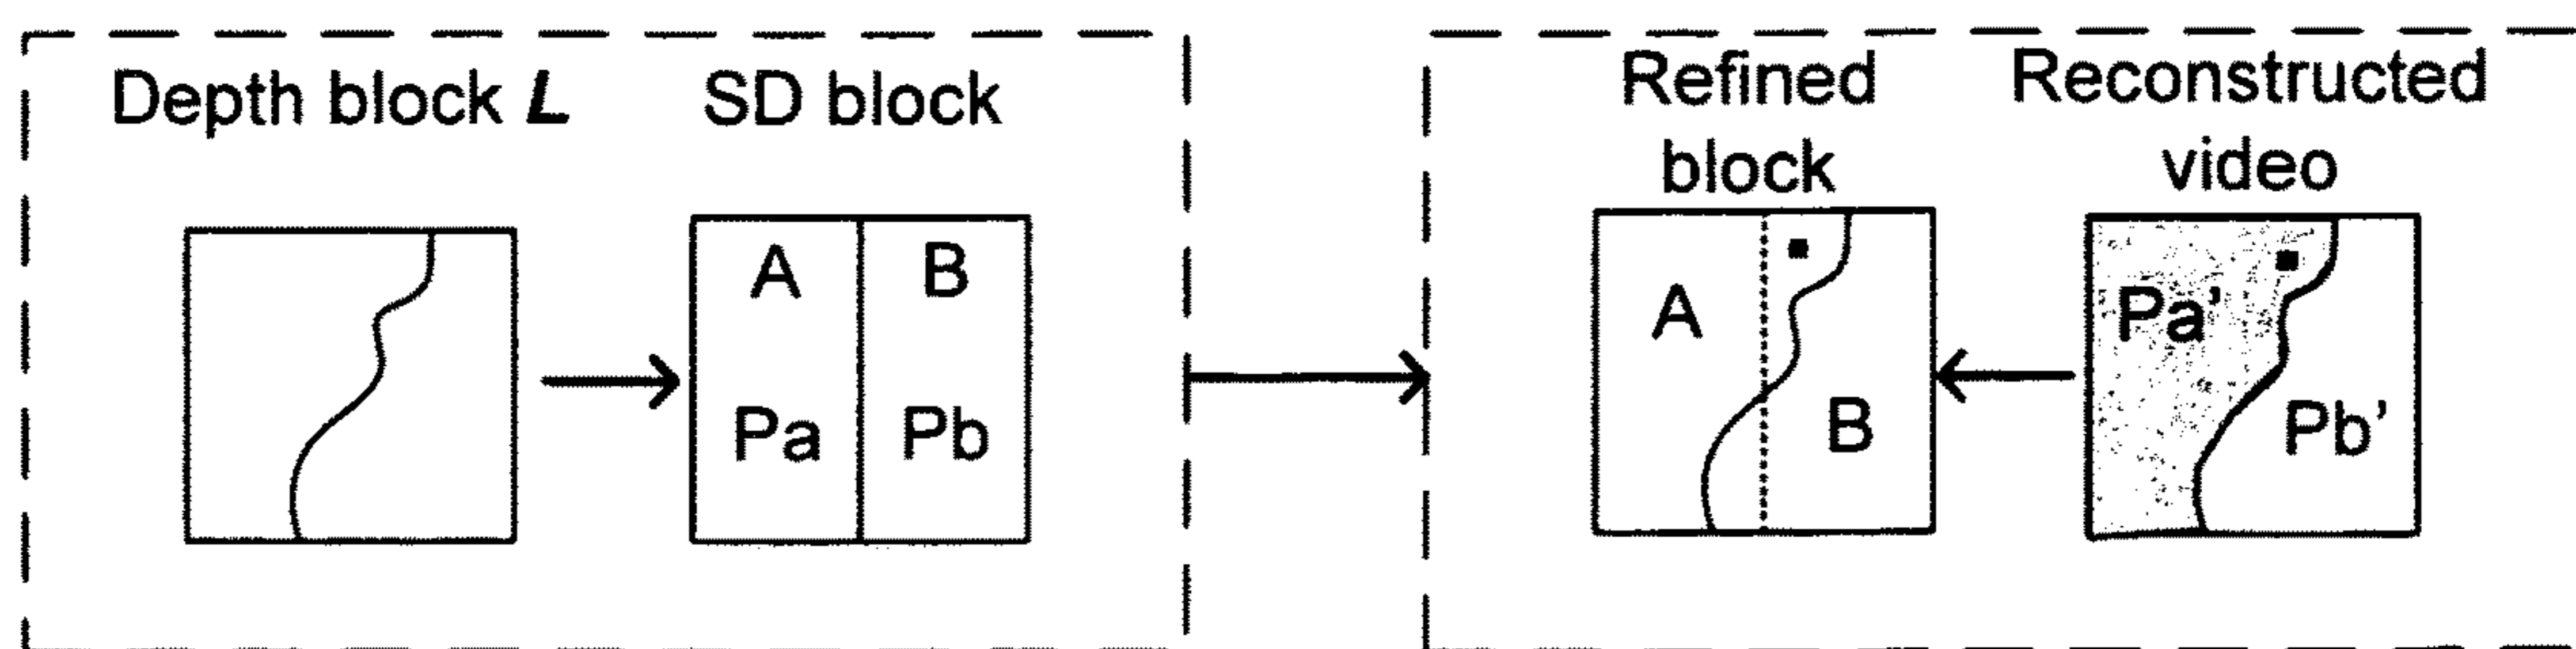 Depth block L
SD block
A
B
Pa
Pb
Refined
block
A
B
Reconstructed
video
Pa'
Pb'